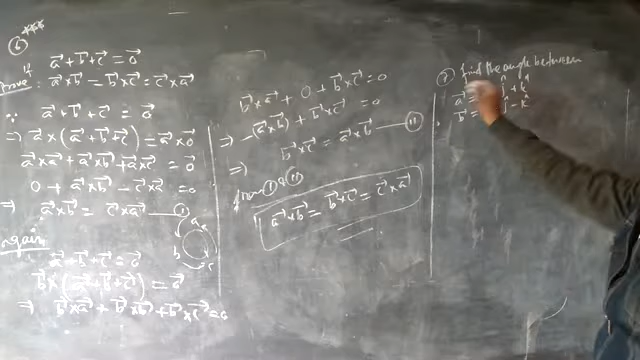 6 ***
a⃗ + b⃗ + c⃗ = 0⃗
Prove: a⃗ × b⃗ = b⃗ × c⃗ = c⃗ × a⃗
∵ a⃗ + b⃗ + c⃗ = 0⃗
⇒ a⃗ × (a⃗ + b⃗ + c⃗) = a⃗ × 0⃗
a⃗ × a⃗ + a⃗ × b⃗ + a⃗ × c⃗ = 0⃗
0 + a⃗ × b⃗ − c⃗ × a⃗ = 0
⇒ a⃗ × b⃗ = c⃗ × a⃗ — I
a
b
c
again
a⃗ + b⃗ + c⃗ = 0⃗
b⃗ × (a⃗ + b⃗ + c⃗) = 0⃗
⇒ b⃗ × a⃗ + b⃗ × b⃗ + b⃗ × c⃗ = 0
b⃗ × a⃗ + 0 + b⃗ × c⃗ = 0
⇒ −(a⃗ × b⃗) + b⃗ × c⃗ = 0
⇒ b⃗ × c⃗ = a⃗ × b⃗ — II
from I & II
a⃗ × b⃗ = b⃗ × c⃗ = c⃗ × a⃗
find the angle between
a⃗ = j + k̂
b⃗ = j − k